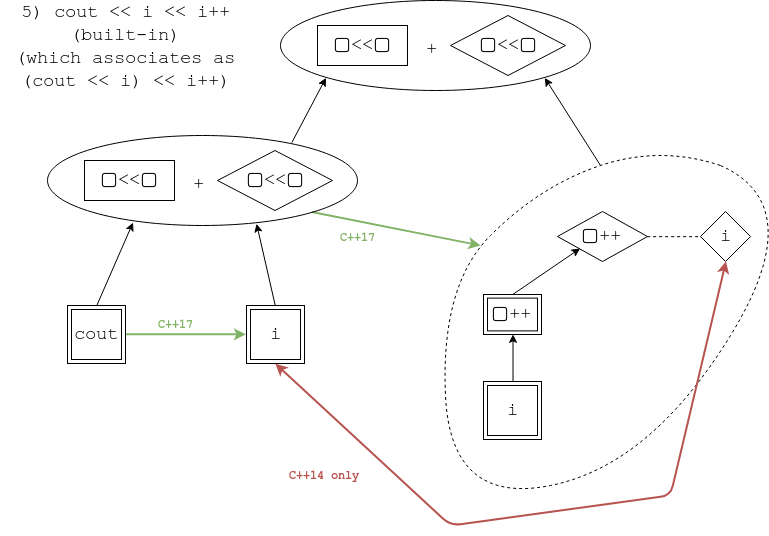 5) cout << i << i++
(built-in)
(which associates as
(cout << i) << i++)
▢<<▢ + ▢<<▢
▢<<▢ + ▢<<▢
C++17
▢++ i
▢++
C++17
cout i
i
C++14 only